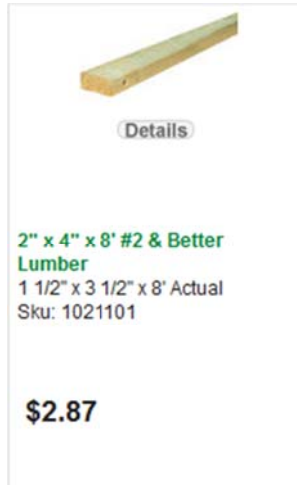 Details
2" x 4" x 8' #2 & Better
Lumber
1 1/2" x 3 1/2" x 8' Actual
Sku: 1021101
$2.87